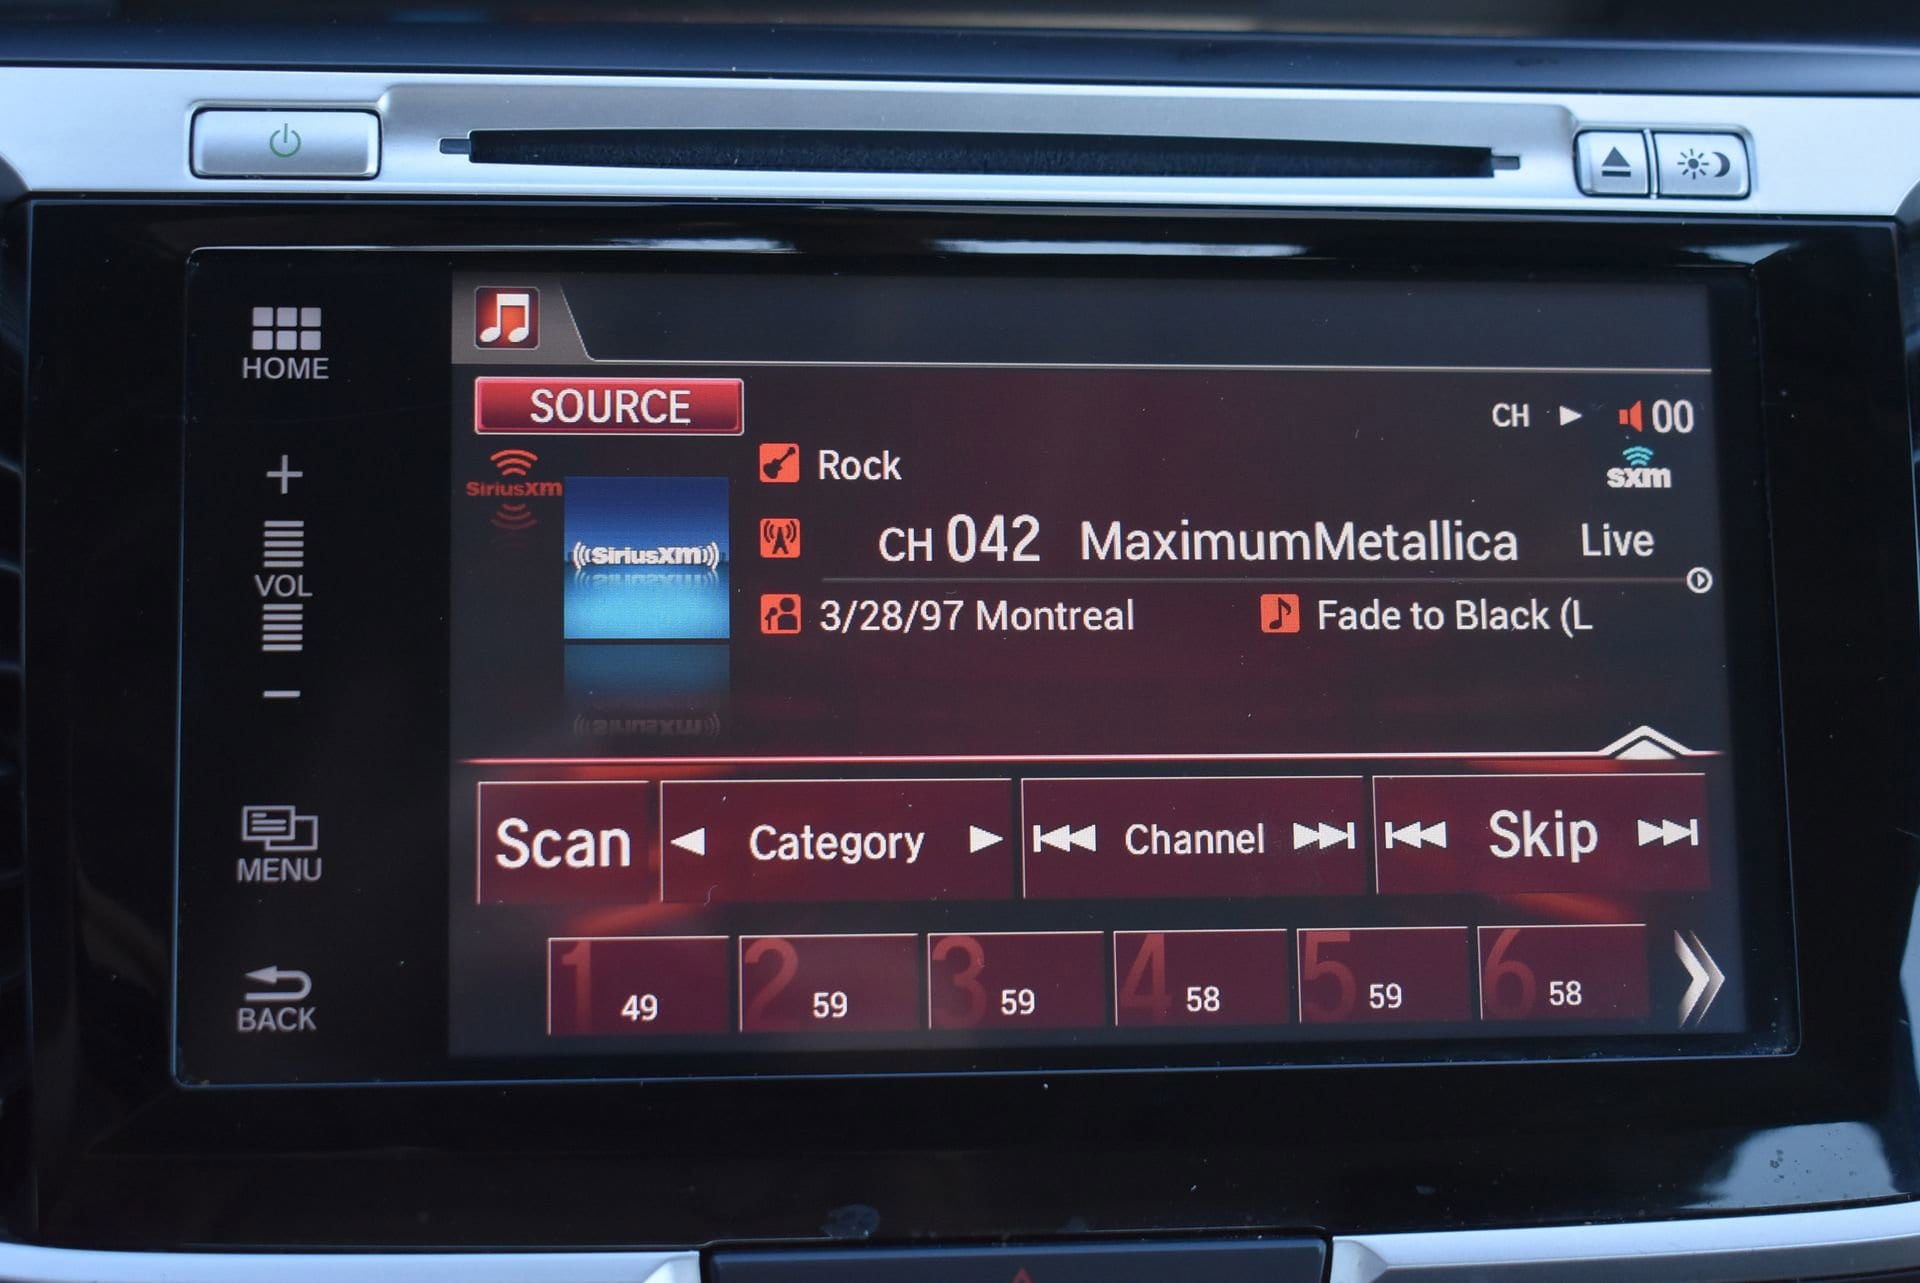 HOME
SOURCE
CH 00
SiriusXM
Rock
sxm
+
((SiriusXM))
CH 042 MaximumMetallica Live
VOL
3/28/97 Montreal Fade to Black (L
−
Scan Category Channel Skip
MENU
1 49 2 59 3 59 4 58 5 59 6 58
BACK